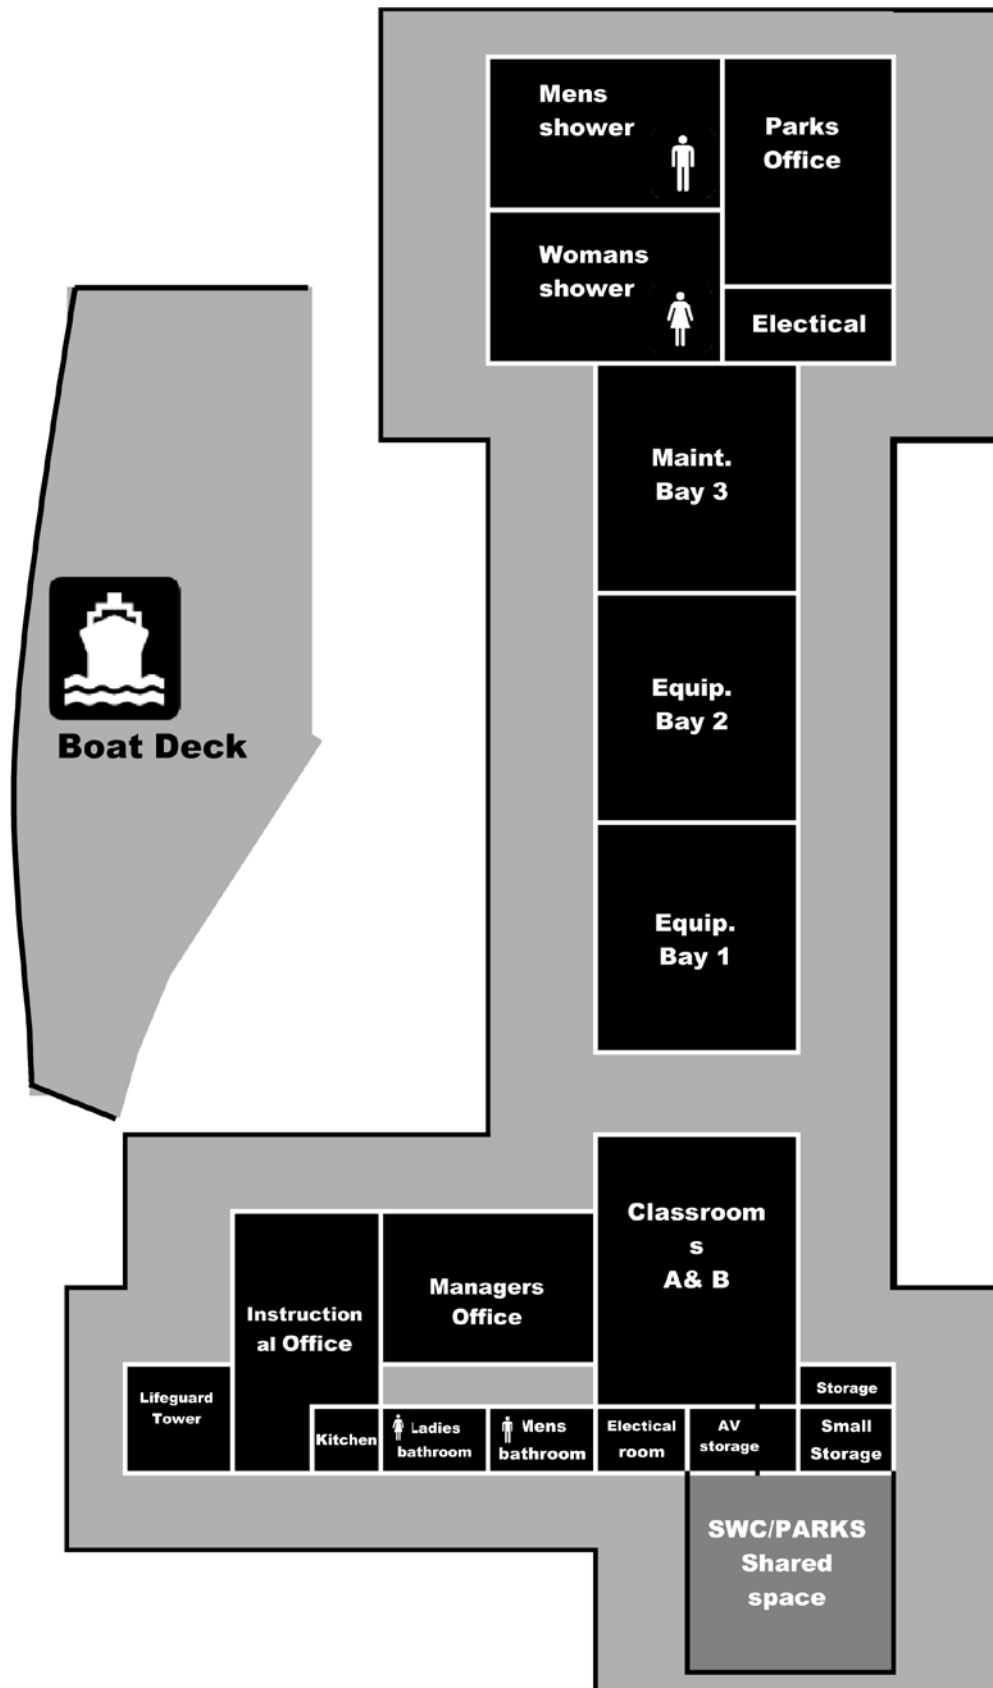 Mens
shower
Parks
Office
Womans
shower
Electical
Maint.
Bay 3
Equip.
Bay 2
Boat Deck
Equip.
Bay 1
Classroom
s
A& B
Managers
Office
Instruction
al Office
Lifeguard
Tower
Storage
Kitchen
Ladies
bathroom
Mens
bathroom
Electical
room
AV
storage
Small
Storage
SWC/PARKS
Shared
space